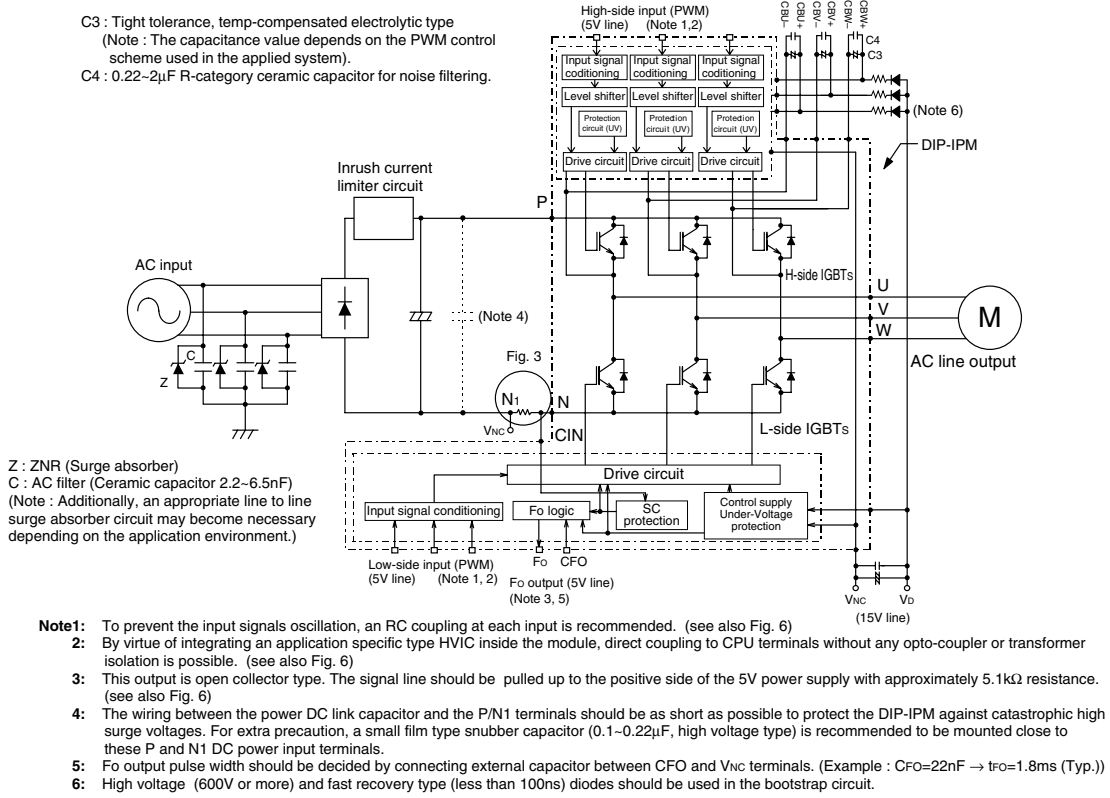 C3 : Tight tolerance, temp-compensated electrolytic type
(Note : The capacitance value depends on the PWM control
scheme used in the applied system).
C4 : 0.22~2μF R-category ceramic capacitor for noise filtering.
High-side input (PWM)
(5V line) (Note 1,2)
CBU–
CBU+
CBV–
CBV+
CBW–
CBW+
C4
C3
Input signal coditioning
Input signal coditioning
Input signal coditioning
Level shifter
Level shifter
Level shifter
Protection circuit (UV)
Protection circuit (UV)
Protection circuit (UV)
Drive circuit
Drive circuit
Drive circuit
(Note 6)
DIP-IPM
Inrush current
limiter circuit
P
AC input
H-side IGBTS
U
V
W
M
AC line output
(Note 4)
C
Z
Fig. 3
N1
N
VNC
CIN
L-side IGBTS
Z : ZNR (Surge absorber)
C : AC filter (Ceramic capacitor 2.2~6.5nF)
(Note : Additionally, an appropriate line to line
surge absorber circuit may become necessary
depending on the application environment.)
Drive circuit
Input signal conditioning
Fo logic
SC
protection
Control supply
Under-Voltage
protection
Low-side input (PWM)
(5V line) (Note 1, 2)
FO CFO
FO output (5V line)
(Note 3, 5)
VNC VD
(15V line)
Note1: To prevent the input signals oscillation, an RC coupling at each input is recommended. (see also Fig. 6)
2: By virtue of integrating an application specific type HVIC inside the module, direct coupling to CPU terminals without any opto-coupler or transformer
isolation is possible. (see also Fig. 6)
3: This output is open collector type. The signal line should be pulled up to the positive side of the 5V power supply with approximately 5.1kΩ resistance.
(see also Fig. 6)
4: The wiring between the power DC link capacitor and the P/N1 terminals should be as short as possible to protect the DIP-IPM against catastrophic high
surge voltages. For extra precaution, a small film type snubber capacitor (0.1~0.22μF, high voltage type) is recommended to be mounted close to
these P and N1 DC power input terminals.
5: Fo output pulse width should be decided by connecting external capacitor between CFO and VNC terminals. (Example : CFO=22nF → tFO=1.8ms (Typ.))
6: High voltage (600V or more) and fast recovery type (less than 100ns) diodes should be used in the bootstrap circuit.